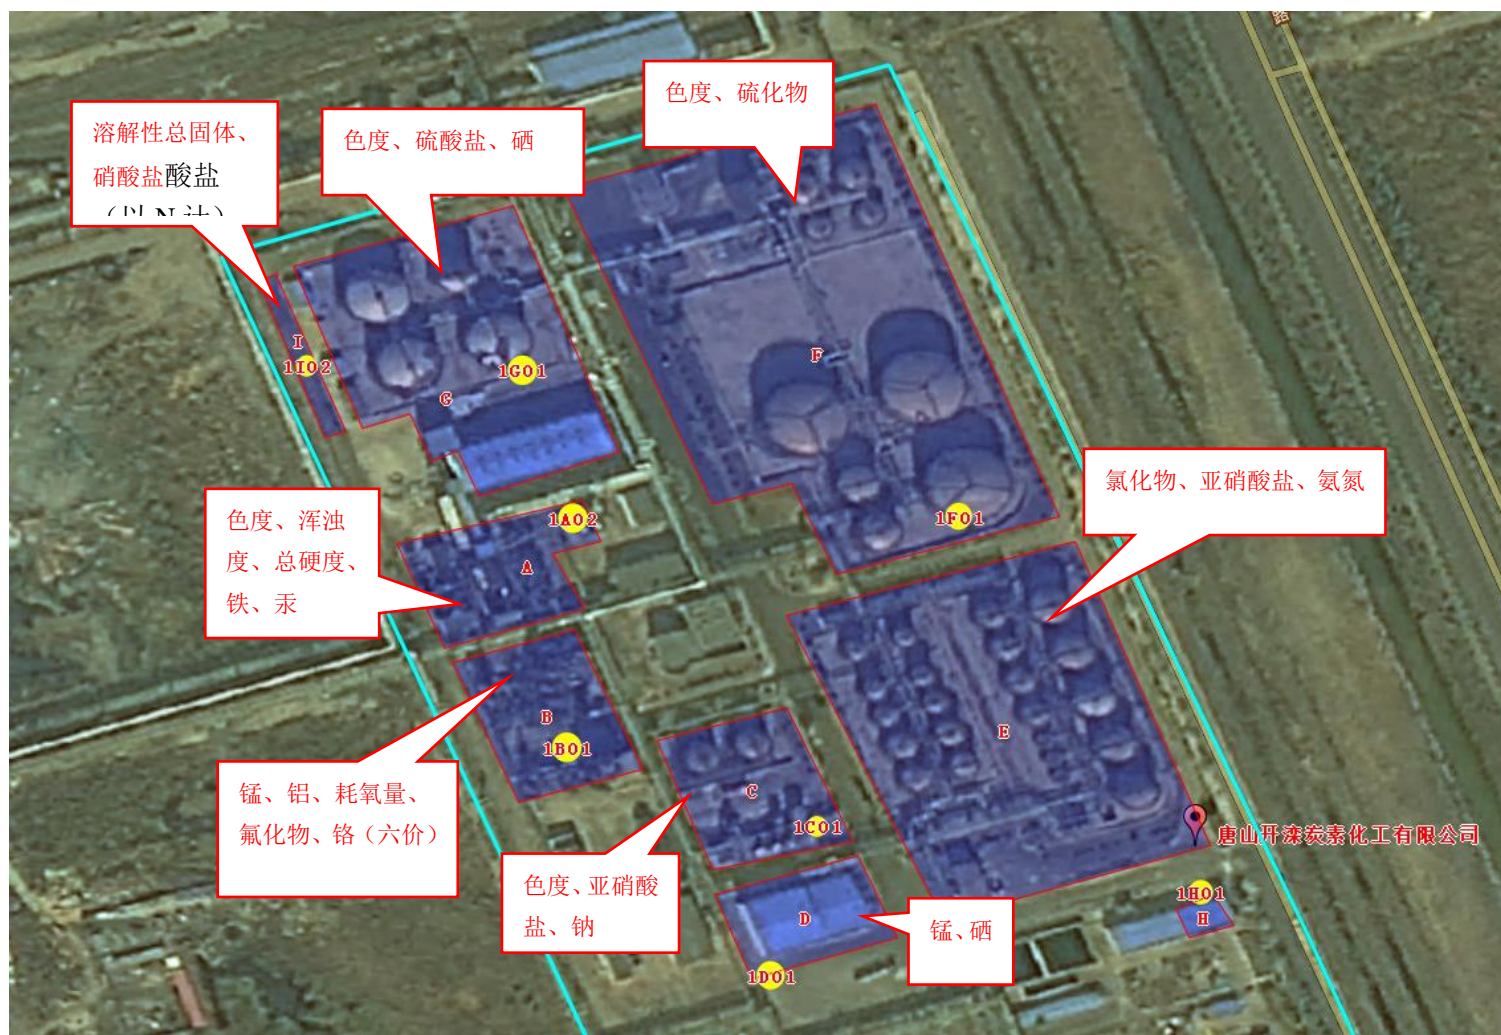 路
色度、硫化物
溶解性总固体、
硝酸盐酸盐
（以 N 计）
色度、硫酸盐、硒
I
1I02
1G01
G
F
色度、浑浊
度、总硬度、
铁、汞
1A02
A
1F01
氯化物、亚硝酸盐、氨氮
B
1B01
E
锰、铝、耗氧量、
氟化物、铬（六价）
C
1C01
唐山开滦炭素化工有限公司
色度、亚硝酸
盐、钠
D
1D01
锰、硒
1H01
H